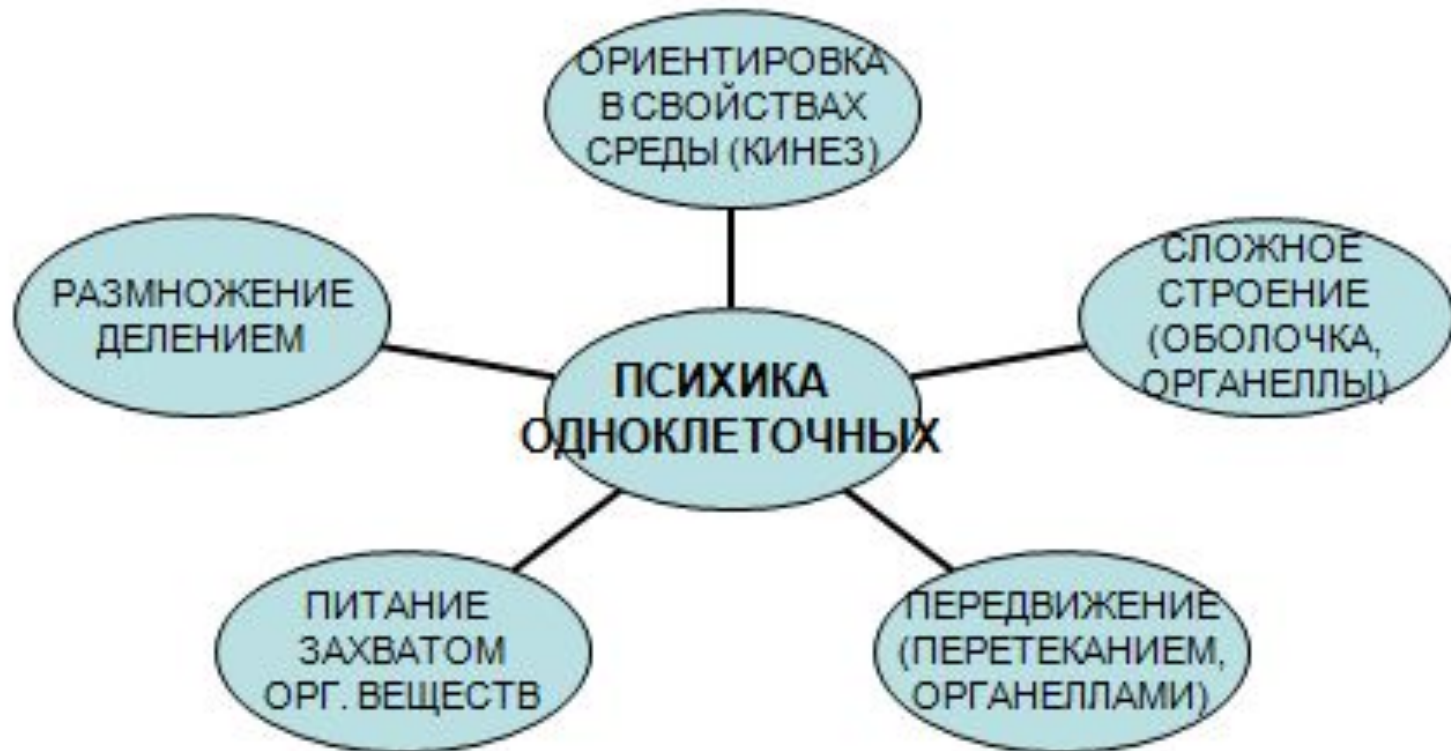 ОРИЕНТИРОВКА
В СВОЙСТВАХ
СРЕДЫ (КИНЕЗ)
РАЗМНОЖЕНИЕ
ДЕЛЕНИЕМ
СЛОЖНОЕ
СТРОЕНИЕ
(ОБОЛОЧКА,
ОРГАНЕЛЛЫ)
ПСИХИКА
ОДНОКЛЕТОЧНЫХ
ПИТАНИЕ
ЗАХВАТОМ
ОРГ. ВЕЩЕСТВ
ПЕРЕДВИЖЕНИЕ
(ПЕРЕТЕКАНИЕМ,
ОРГАНЕЛЛАМИ)